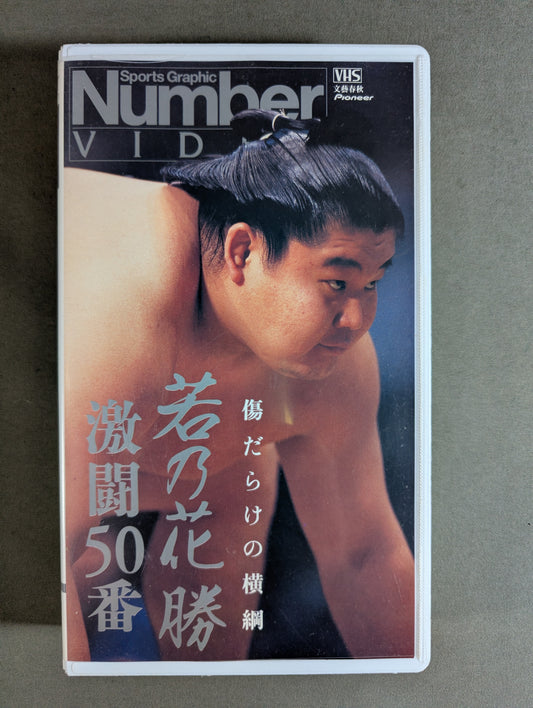 Sports Graphic
Number
VID
VHS
文藝春秋
Pioneer
傷だらけの横綱
若乃花 勝
激闘50番